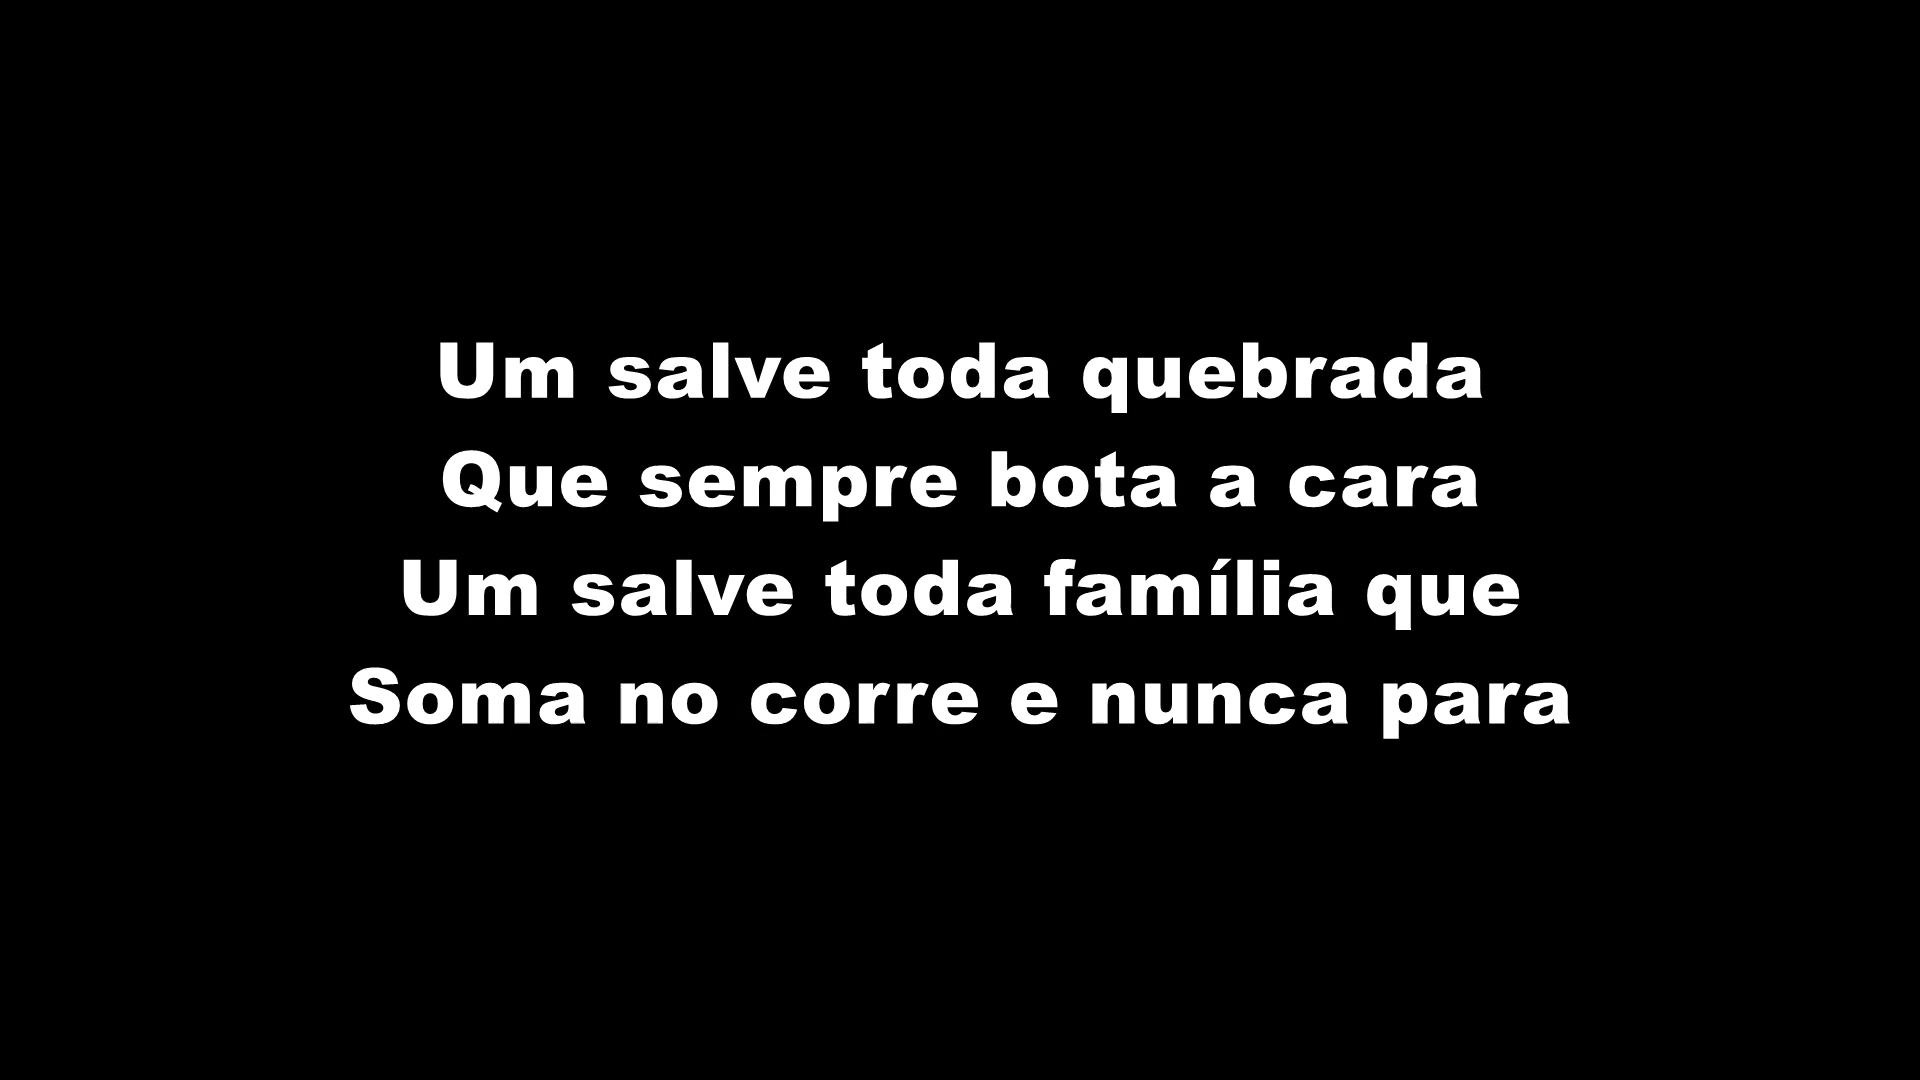 Um salve toda quebrada
Que sempre bota a cara
Um salve toda família que
Soma no corre e nunca para